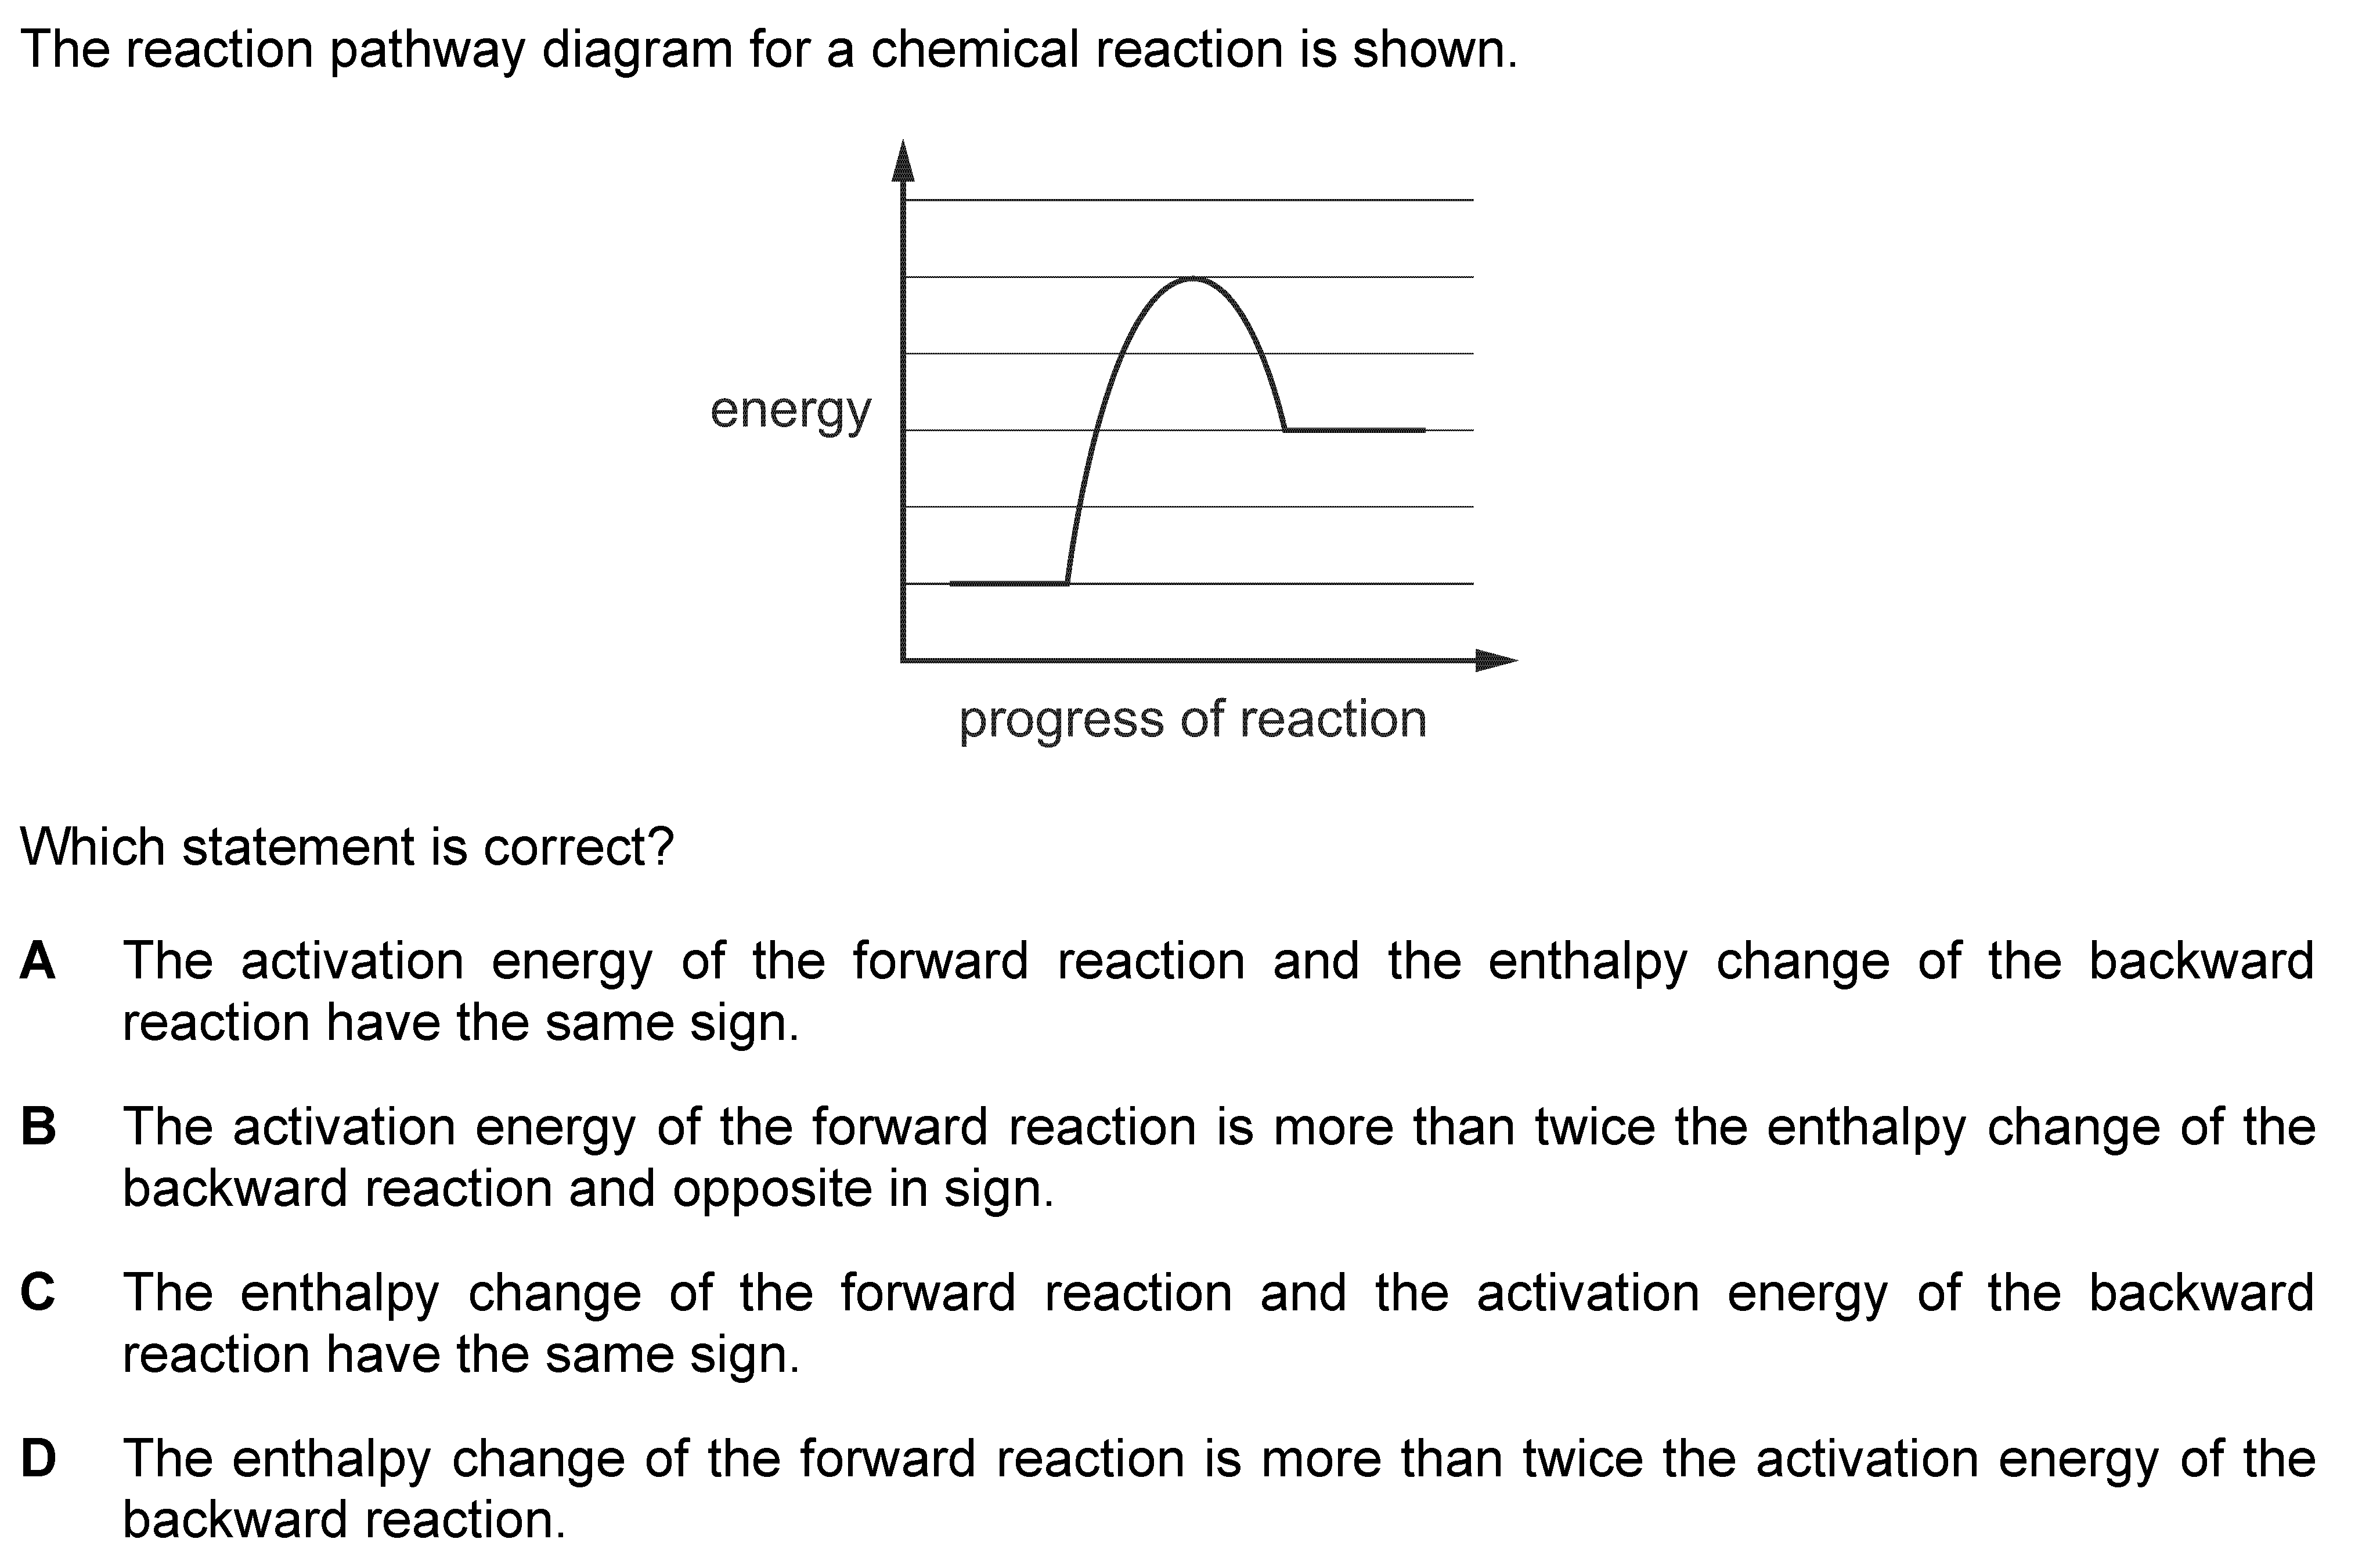 The reaction pathway diagram for a chemical reaction is shown.
energy
progress of reaction
Which statement is correct?
A The activation energy of the forward reaction and the enthalpy change of the backward
reaction have the same sign.
B The activation energy of the forward reaction is more than twice the enthalpy change of the
backward reaction and opposite in sign.
C The enthalpy change of the forward reaction and the activation energy of the backward
reaction have the same sign.
D The enthalpy change of the forward reaction is more than twice the activation energy of the
backward reaction.